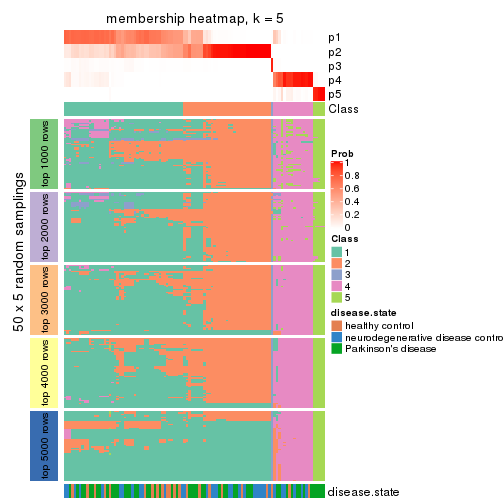 membership heatmap, k = 5
p1
p2
p3
p4
p5
Class
50 x 5 random samplings
top 1000 rows
top 2000 rows
top 3000 rows
top 4000 rows
top 5000 rows
disease.state
Prob
1
0.8
0.6
0.4
0.2
0
Class
1
2
3
4
5
disease.state
healthy control
neurodegenerative disease contro
Parkinson's disease